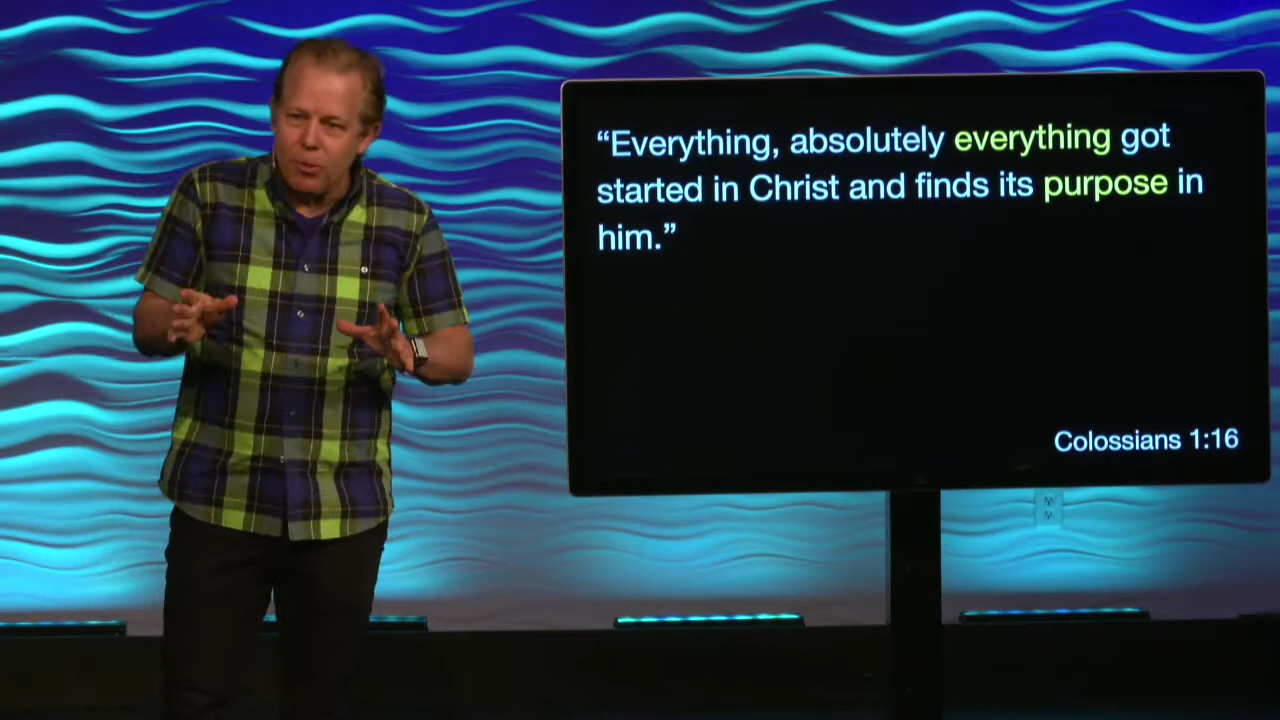 “Everything, absolutely everything got
started in Christ and finds its purpose in
him.”
Colossians 1:16